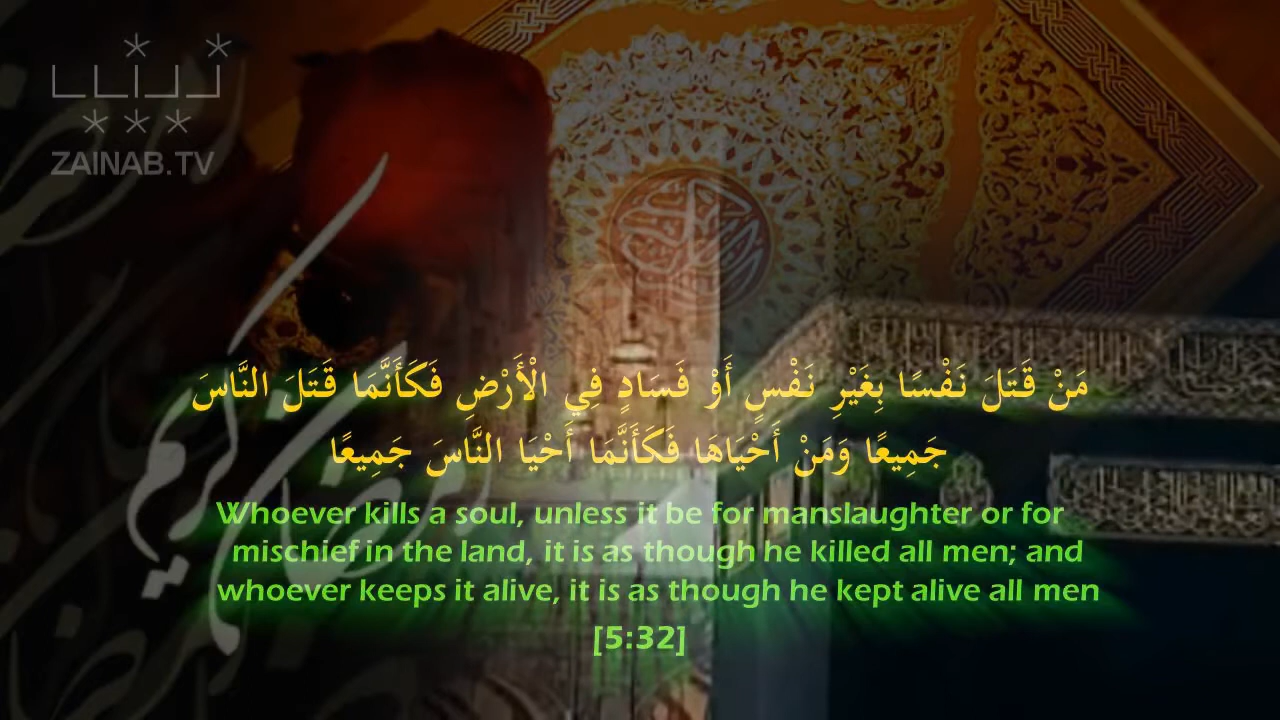 ZAINAB.TV
مَنْ قَتَلَ نَفْسًا بِغَيْرِ نَفْسٍ أَوْ فَسَادٍ فِي الْأَرْضِ فَكَأَنَّمَا قَتَلَ النَّاسَ
جَمِيعًا وَمَنْ أَحْيَاهَا فَكَأَنَّمَا أَحْيَا النَّاسَ جَمِيعًا
Whoever kills a soul, unless it be for manslaughter or for
mischief in the land, it is as though he killed all men; and
whoever keeps it alive, it is as though he kept alive all men
[5:32]